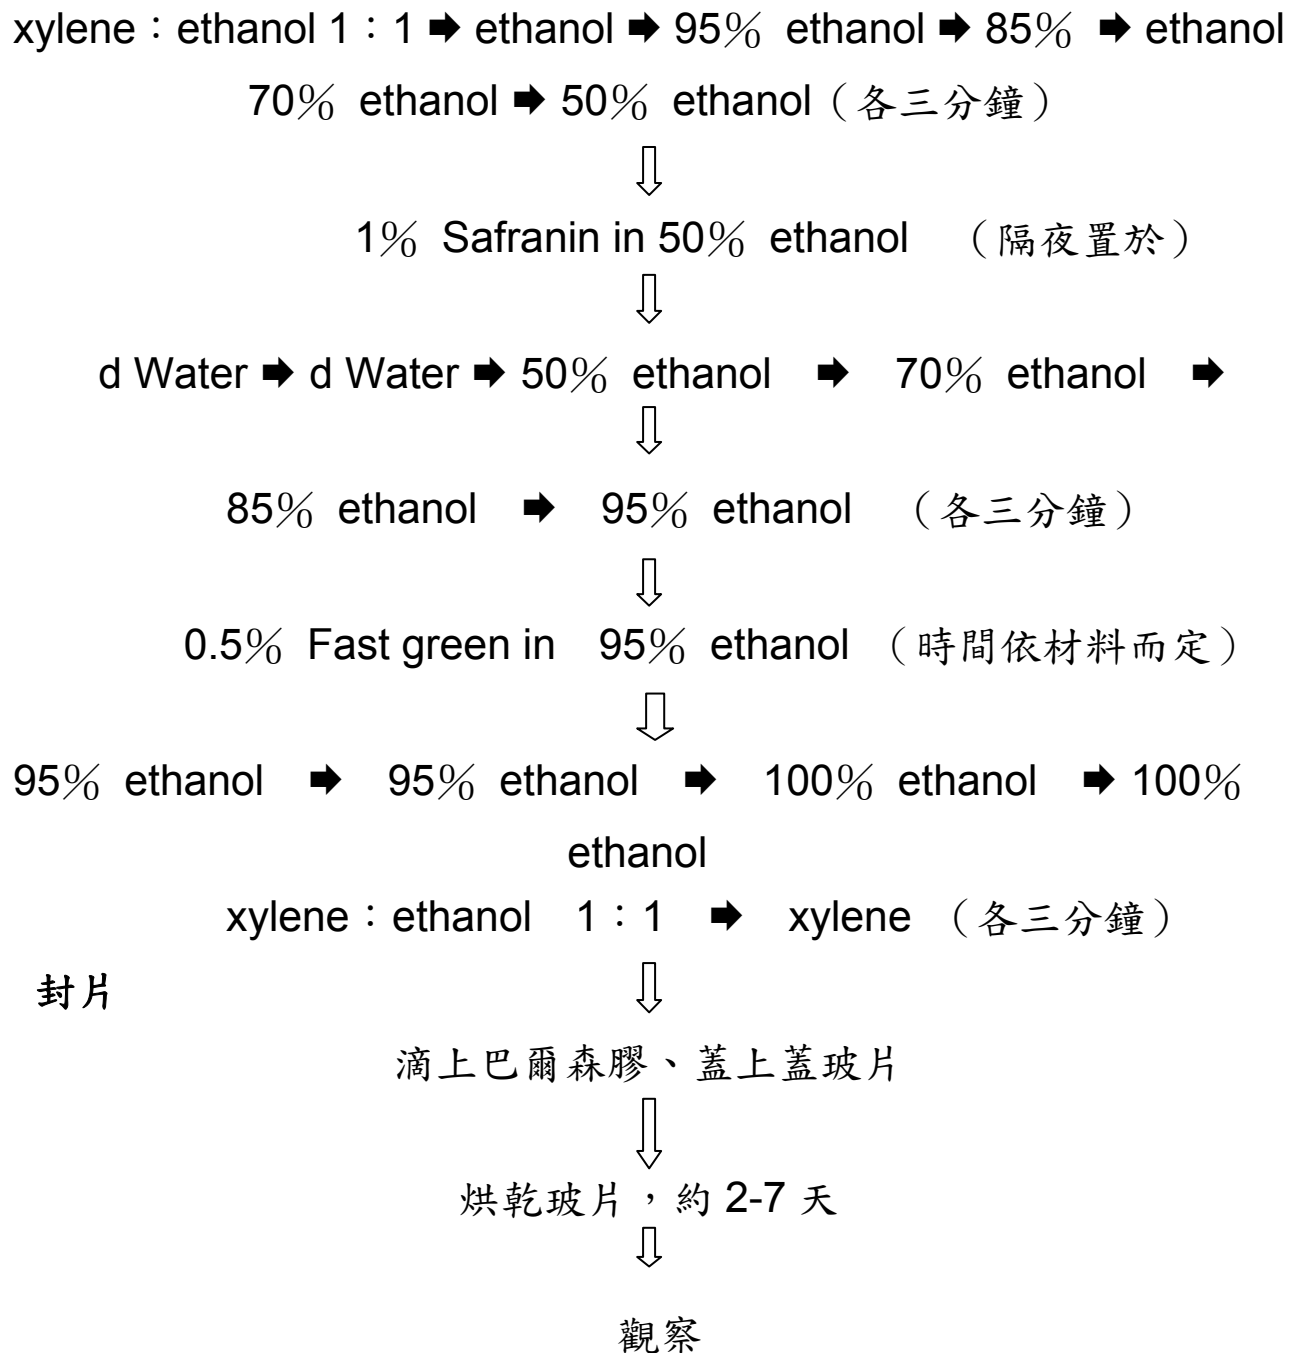 xylene：ethanol 1：1 ➡ ethanol ➡ 95％ ethanol ➡ 85％ ➡ ethanol
70％ ethanol ➡ 50％ ethanol（各三分鐘）
⇩
1％ Safranin in 50％ ethanol （隔夜置於）
⇩
d Water ➡ d Water ➡ 50％ ethanol ➡ 70％ ethanol ➡
⇩
85％ ethanol ➡ 95％ ethanol （各三分鐘）
⇩
0.5％ Fast green in 95％ ethanol （時間依材料而定）
⇩
95％ ethanol ➡ 95％ ethanol ➡ 100％ ethanol ➡ 100％
ethanol
xylene：ethanol 1：1 ➡ xylene （各三分鐘）
封片 ⇩
滴上巴爾森膠、蓋上蓋玻片
⇩
烘乾玻片，約 2-7 天
⇩
觀察